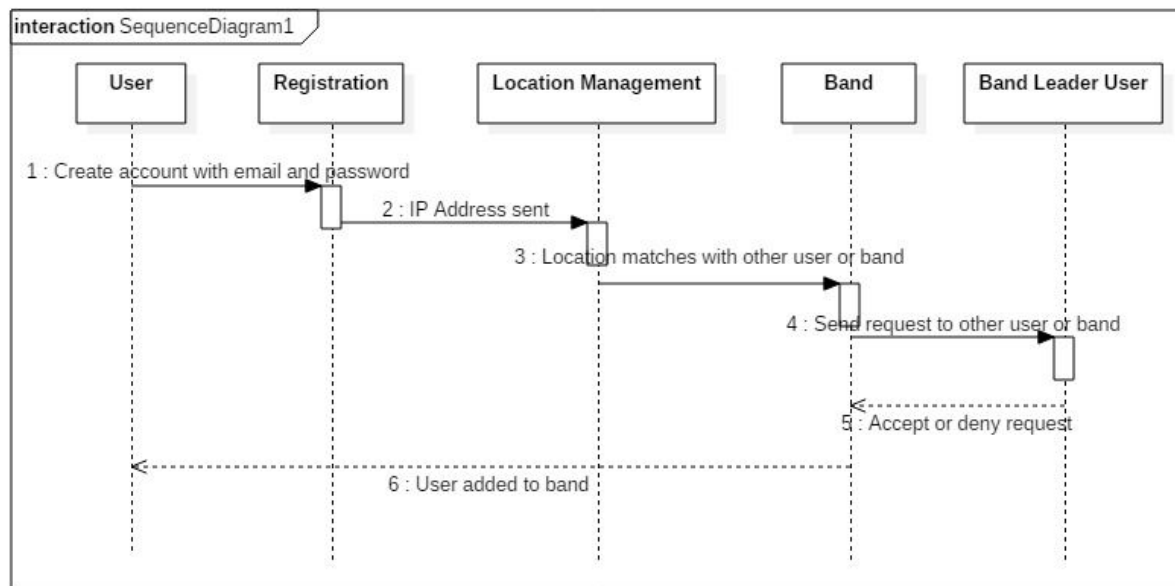 interaction SequenceDiagram1
User
Registration
Location Management
Band
Band Leader User
1 : Create account with email and password
2 : IP Address sent
3 : Location matches with other user or band
4 : Send request to other user or band
5 : Accept or deny request
6 : User added to band